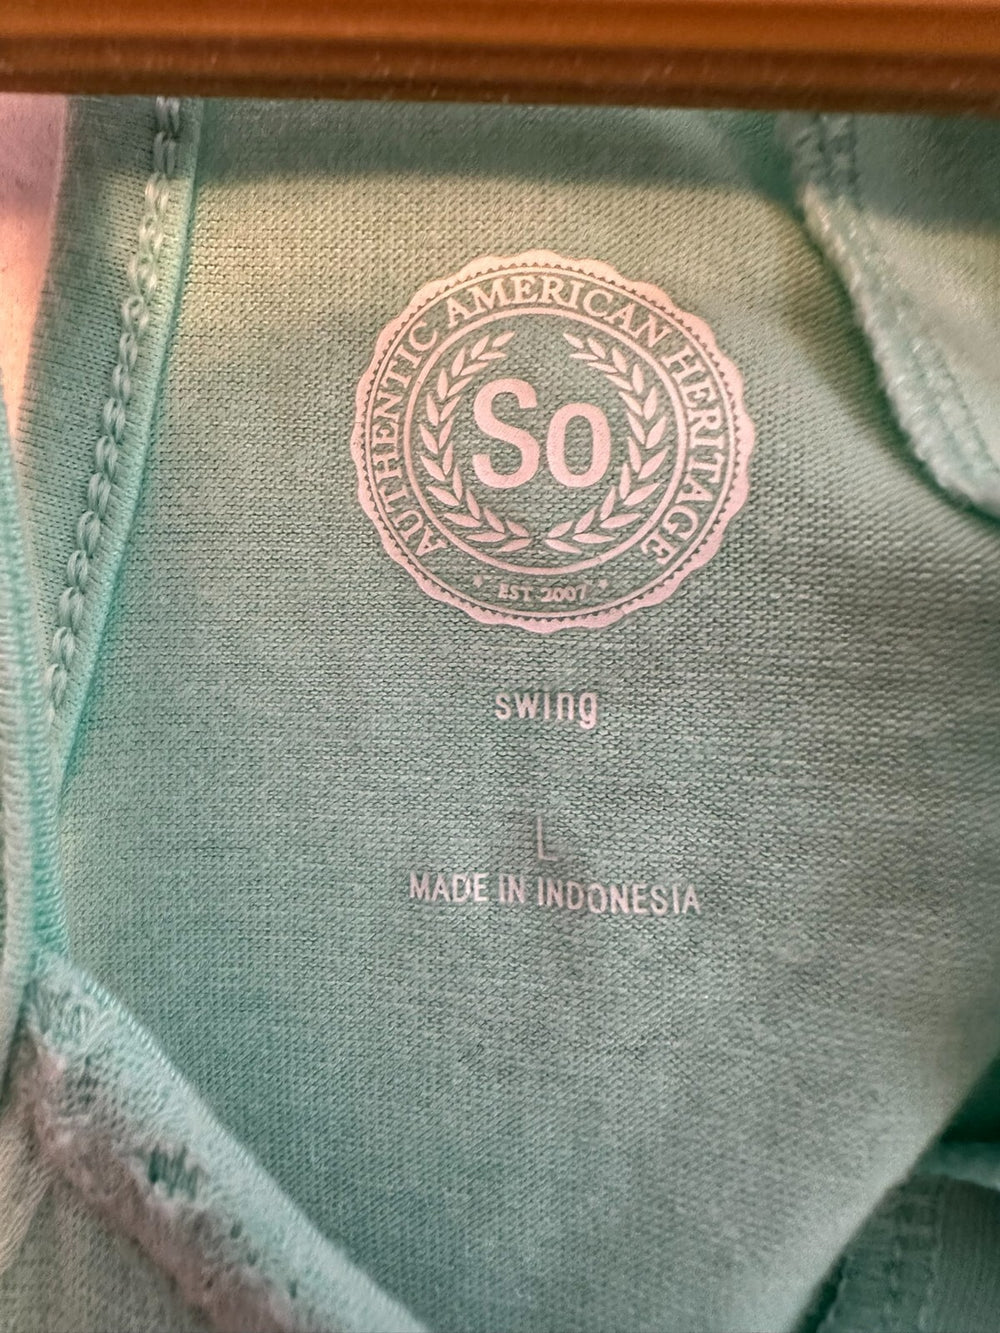 AUTHENTIC AMERICAN HERITAGE
So
EST. 2007
swing
L
MADE IN INDONESIA